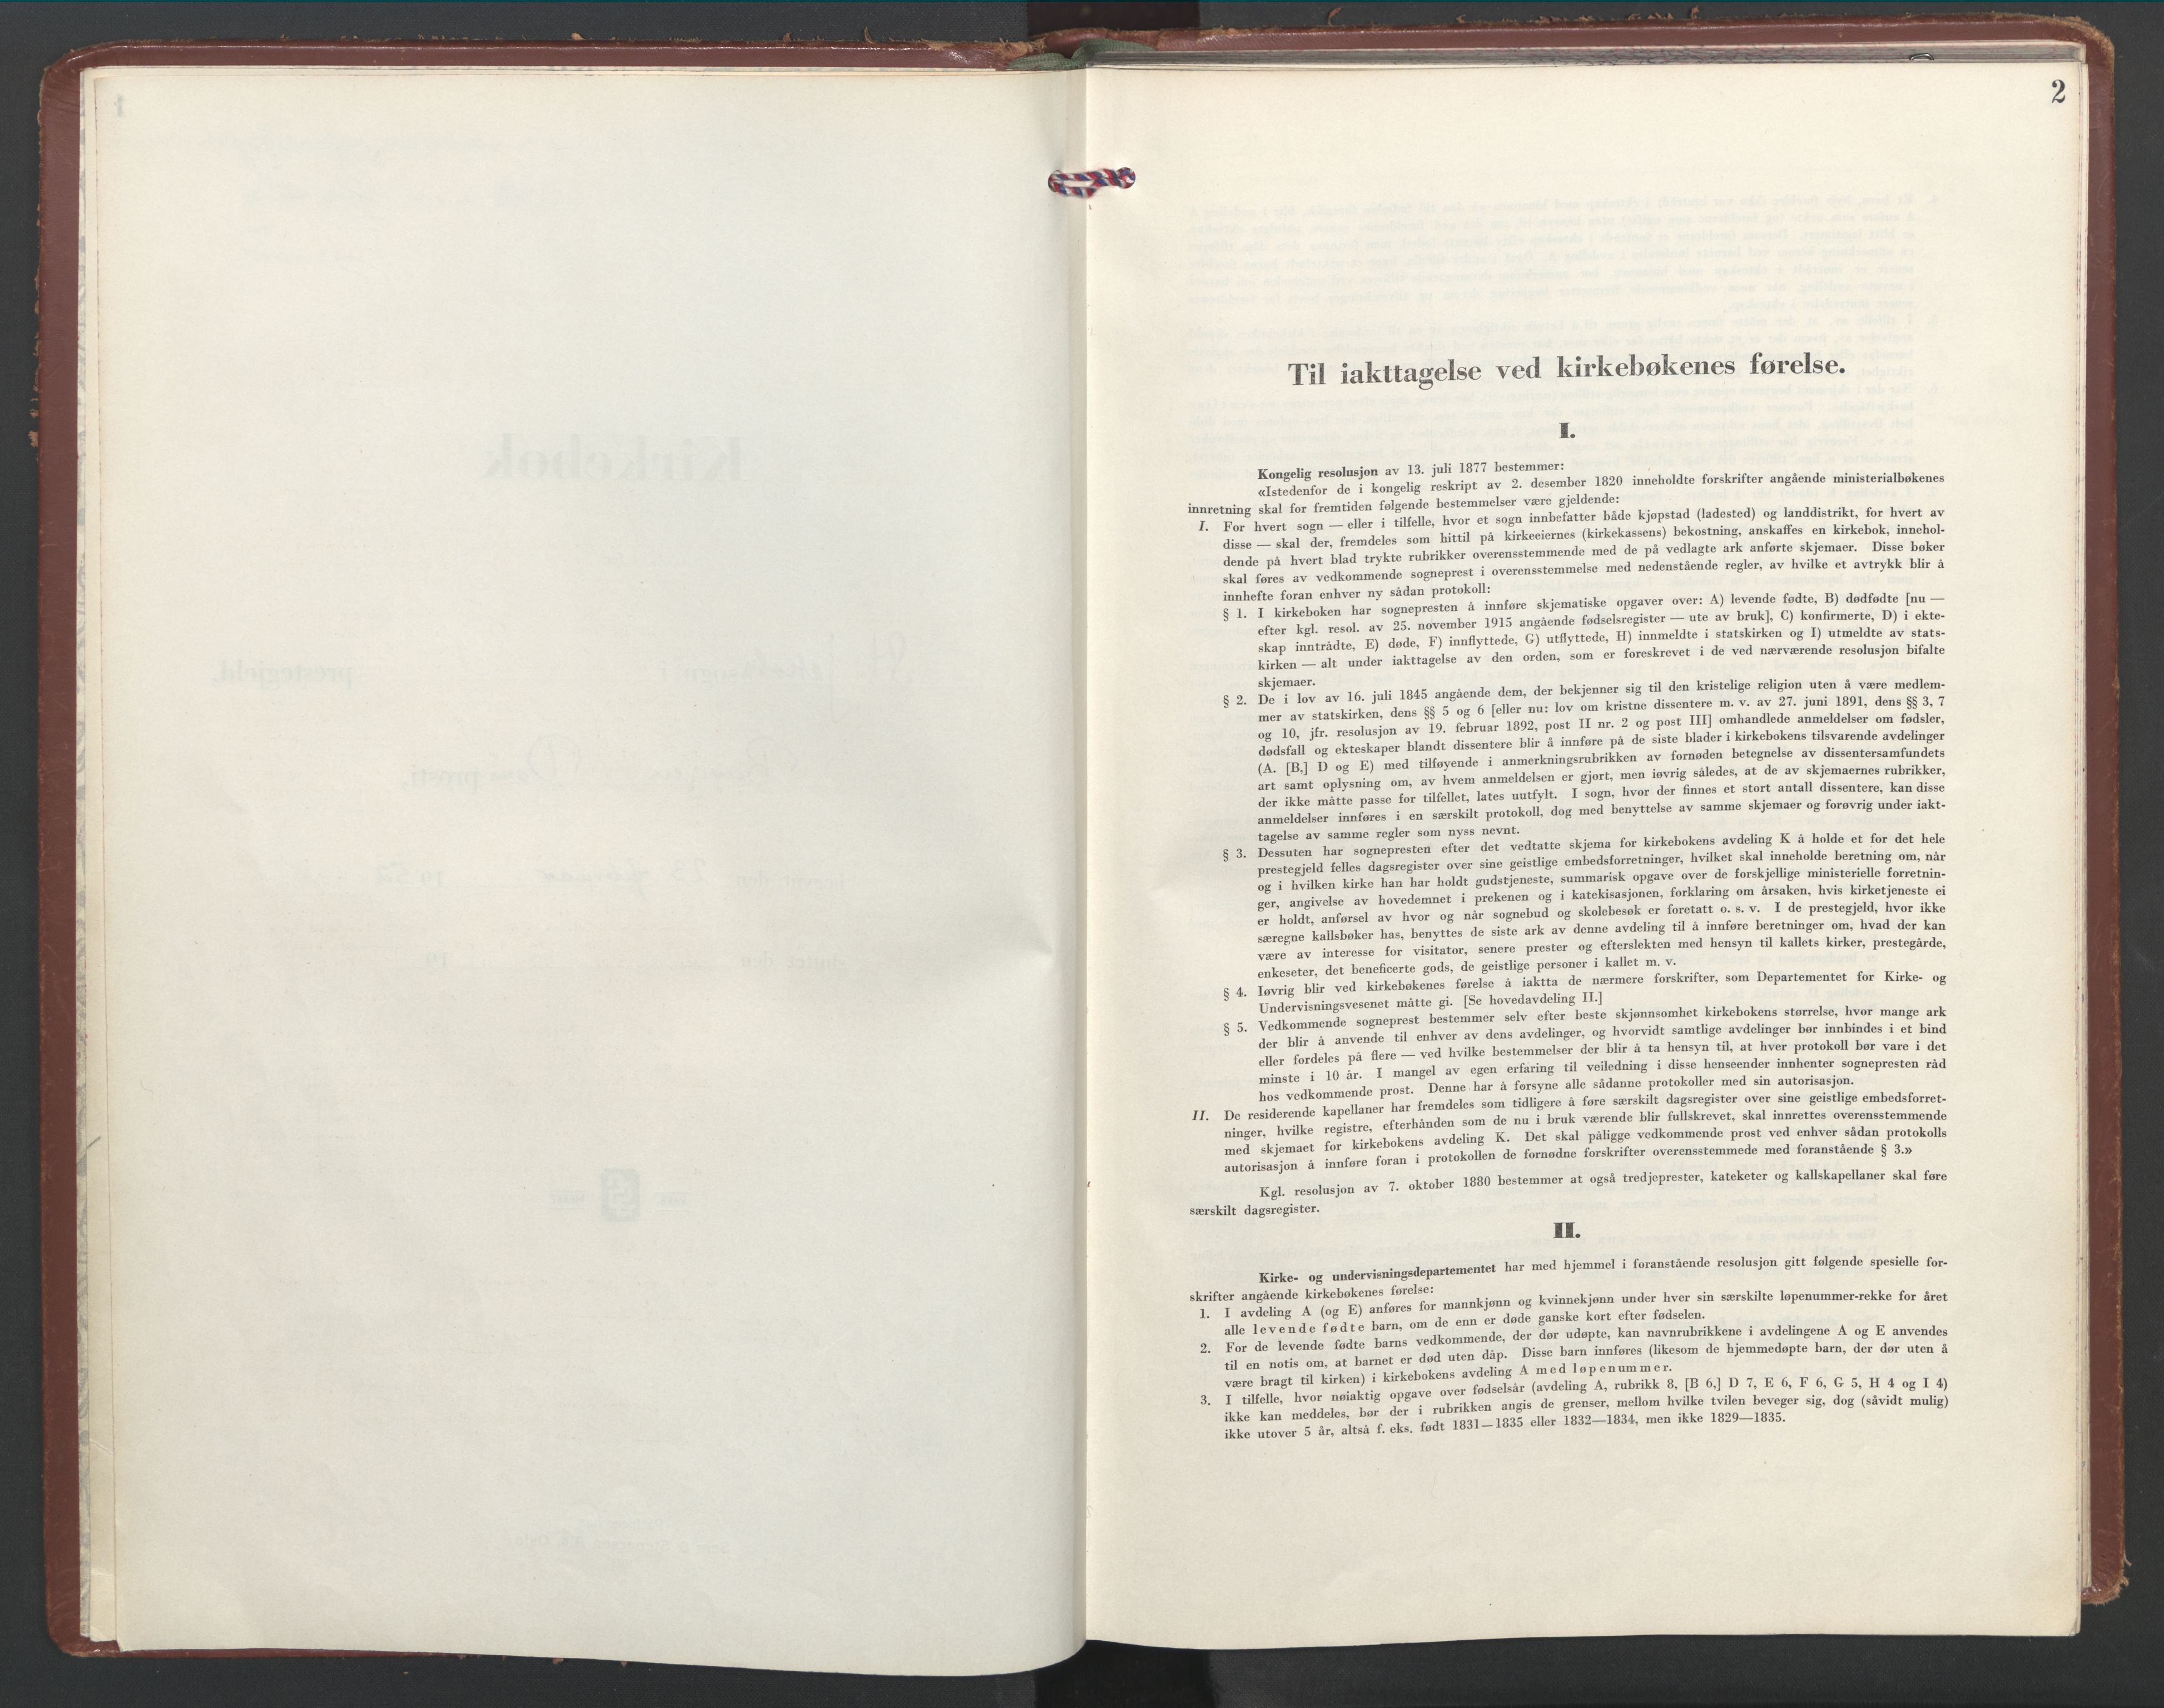 2
Til iakttagelse ved kirkebøkenes førelse.
I.
Kongelig resolusjon av 13. juli 1877 bestemmer:
«Istedenfor de i kongelig reskript av 2. desember 1820 inneholdte forskrifter angående ministerialbøkenes
innretning skal for fremtiden følgende bestemmelser være gjeldende:
I. For hvert sogn — eller i tilfelle, hvor et sogn innbefatter både kjøpstad (ladested) og landdistrikt, for hvert av
disse — skal der, fremdeles som hittil på kirkeeiernes (kirkekassens) bekostning, anskaffes en kirkebok, innehol-
dende på hvert blad trykte rubrikker overensstemmende med de på vedlagte ark anførte skjemaer. Disse bøker
skal føres av vedkommende sogneprest i overensstemmelse med nedenstående regler, av hvilke et avtrykk blir å
innhefte foran enhver ny sådan protokoll:
§ 1. I kirkeboken har sognepresten å innføre skjematiske opgaver over: A) levende fødte, B) dødfødte [nu —
efter kgl. resol. av 25. november 1915 angående fødselsregister — ute av bruk], C) konfirmerte, D) i ekte-
skap inntrådte, E) døde, F) innflyttede, G) utflyttede, H) innmeldte i statskirken og I) utmeldte av stats-
kirken — alt under iakttagelse av den orden, som er foreskrevet i de ved nærværende resolusjon bifalte
skjemaer.
§ 2. De i lov av 16. juli 1845 angående dem, der bekjenner sig til den kristelige religion uten å være medlem-
mer av statskirken, dens §§ 5 og 6 [eller nu: lov om kristne dissentere m. v. av 27. juni 1891, dens §§ 3, 7
og 10, jfr. resolusjon av 19. februar 1892, post II nr. 2 og post III] omhandlede anmeldelser om fødsler,
dødsfall og ekteskaper blandt dissentere blir å innføre på de siste blader i kirkebokens tilsvarende avdelinger
(A. [B,] D og E) med tilføyende i anmerkningsrubrikken av fornøden betegnelse av dissentersamfundets
art samt oplysning om, av hvem anmeldelsen er gjort, men iøvrig således, at de av skjemaernes rubrikker,
der ikke måtte passe for tilfellet, lates uutfylt. I sogn, hvor der finnes et stort antall dissentere, kan disse
anmeldelser innføres i en særskilt protokoll, dog med benyttelse av samme skjemaer og forøvrig under iakt-
tagelse av samme regler som nyss nevnt.
§ 3. Dessuten har sognepresten efter det vedtatte skjema for kirkebokens avdeling K å holde et for det hele
prestegjeld felles dagsregister over sine geistlige embedsforretninger, hvilket skal inneholde beretning om, når
og i hvilken kirke han har holdt gudstjeneste, summarisk opgave over de forskjellige ministerielle forretnin-
ger, angivelse av hovedemnet i prekenen og i katekisasjonen, forklaring om årsaken, hvis kirketjeneste ei
er holdt, anførsel av hvor og når sognebud og skolebesøk er foretatt o. s. v. I de prestegjeld, hvor ikke
særegne kallsbøker has, benyttes de siste ark av denne avdeling til å innføre beretninger om, hvad der kan
være av interesse for visitator, senere prester og efterslekten med hensyn til kallets kirker, prestegårde,
enkeseter, det beneficerte gods, de geistlige personer i kallet m. v.
§ 4. Iøvrig blir ved kirkebøkenes førelse å iaktta de nærmere forskrifter, som Departementet for Kirke- og
Undervisningsvesenet måtte gi. [Se hovedavdeling II.]
§ 5. Vedkommende sogneprest bestemmer selv efter beste skjønnsomhet kirkebokens størrelse, hvor mange ark
der blir å anvende til enhver av dens avdelinger, og hvorvidt samtlige avdelinger bør innbindes i et bind
eller fordeles på flere — ved hvilke bestemmelser der blir å ta hensyn til, at hver protokoll bør vare i det
minste i 10 år. I mangel av egen erfaring til veiledning i disse henseender innhenter sognepresten råd
hos vedkommende prost. Denne har å forsyne alle sådanne protokoller med sin autorisasjon.
II. De residerende kapellaner har fremdeles som tidligere å føre særskilt dagsregister over sine geistlige embedsforret-
ninger, hvilke registre, efterhånden som de nu i bruk værende blir fullskrevet, skal innrettes overensstemmende
med skjemaet for kirkebokens avdeling K. Det skal påligge vedkommende prost ved enhver sådan protokolls
autorisasjon å innføre foran i protokollen de fornødne forskrifter overensstemmede med foranstående § 3.»
Kgl. resolusjon av 7. oktober 1880 bestemmer at også tredjeprester, kateketer og kallskapellaner skal føre
særskilt dagsregister.
II.
Kirke- og undervisningsdepartementet har med hjemmel i foranstående resolusjon gitt følgende spesielle for-
skrifter angående kirkebøkenes førelse:
1. I avdeling A (og E) anføres for mannkjønn og kvinnekjønn under hver sin særskilte løpenummer-rekke for året
alle levende fødte barn, om de enn er døde ganske kort efter fødselen.
2. For de levende fødte barns vedkommende, der dør udøpte, kan navnrubrikkene i avdelingene A og E anvendes
til en notis om, at barnet er død uten dåp. Disse barn innføres (likesom de hjemmedøpte barn, der dør uten å
være bragt til kirken) i kirkebokens avdeling A med løpenummer.
3. I tilfelle, hvor nøiaktig opgave over fødselsår (avdeling A, rubrikk 8, [B 6,] D 7, E 6, F 6, G 5, H 4 og I 4)
ikke kan meddeles, bør der i rubrikken angis de grenser, mellom hvilke tvilen beveger sig, dog (såvidt mulig)
ikke utover 5 år, altså f. eks. født 1831—1835 eller 1832—1834, men ikke 1829—1835.